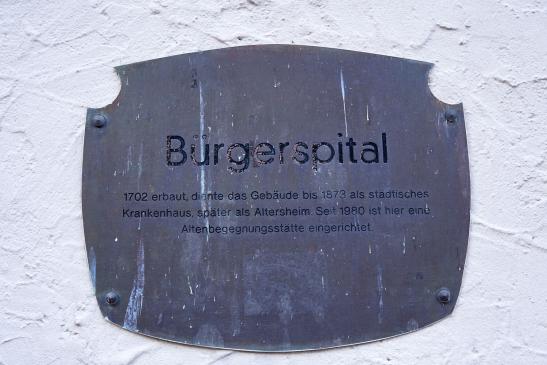 Bürgerspital
1702 erbaut, diente das Gebäude bis 1873 als städtisches
Krankenhaus, später als Altersheim. Seit 1980 ist hier eine
Altenbegegnungsstätte eingerichtet.